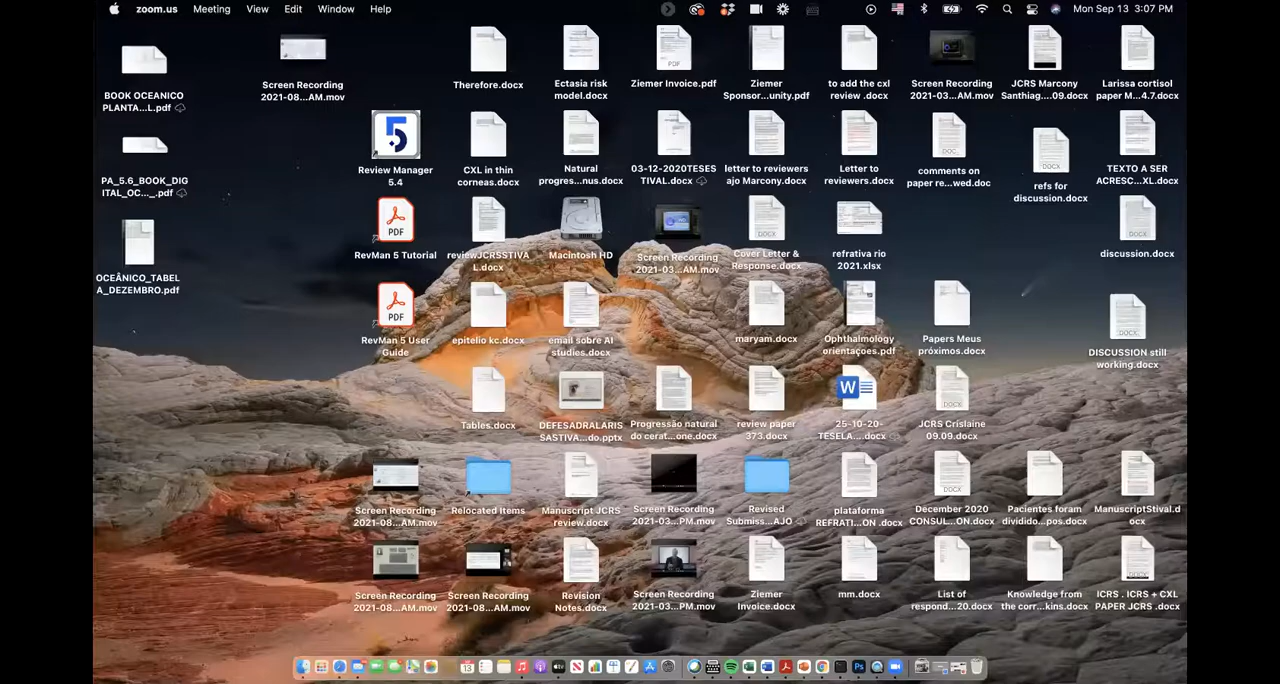 zoom.us Meeting View Edit Window Help
Mon Sep 13 3:07 PM
BOOK OCEANICO
PLANTA...L.pdf
Screen Recording
2021-08...AM.mov
Therefore.docx
Ectasia risk
model.docx
Ziemer Invoice.pdf
Ziemer
Sponsor...unity.pdf
to add the cxl
review .docx
Screen Recording
2021-03...AM.mov
JCRS Marcony
Santhiag....09.docx
Larissa cortisol
paper M...4.7.docx
PA_5.6_BOOK_DIG
ITAL_OC..._.pdf
Review Manager
5.4
CXL in thin
corneas.docx
Natural
progres...nus.docx
03-12-2020TESES
TIVAL.docx
letter to reviewers
ajo Marcony.docx
Letter to
reviewers.docx
comments on
paper re...wed.doc
refs for
discussion.docx
TEXTO A SER
ACRESC...XL.docx
OCEÂNICO_TABEL
A_DEZEMBRO.pdf
PDF
RevMan 5 Tutorial
reviewJCRSSTIVA
L.docx
Macintosh HD
Screen Recording
2021-03...AM.mov
Cover Letter &
Response.docx
refrativa rio
2021.xlsx
discussion.docx
PDF
RevMan 5 User
Guide
epitelio kc.docx
email sobre AI
studies.docx
maryam.docx
Ophthalmology
orientaçoes.pdf
Papers Meus
próximos.docx
DISCUSSION still
working.docx
Tables.docx
DEFESADRALARIS
SASTIVA...do.pptx
Progressão natural
do cerat...one.docx
review paper
373.docx
25-10-20-
TESELA....docx
JCRS Crislaine
09.09.docx
Screen Recording
2021-08...AM.mov
Relocated Items
Manuscript JCRS
review.docx
Screen Recording
2021-03...PM.mov
Revised
Submiss...AJO
plataforma
REFRATI...ON .docx
December 2020
CONSUL...ON.docx
Pacientes foram
dividido...pos.docx
ManuscriptStival.d
ocx
Screen Recording
2021-08...AM.mov
Screen Recording
2021-08...AM.mov
Revision
Notes.docx
Screen Recording
2021-03...PM.mov
Ziemer
Invoice.docx
mm.docx
List of
respond...20.docx
Knowledge from
the corr...kins.docx
ICRS . ICRS + CXL
PAPER JCRS .docx